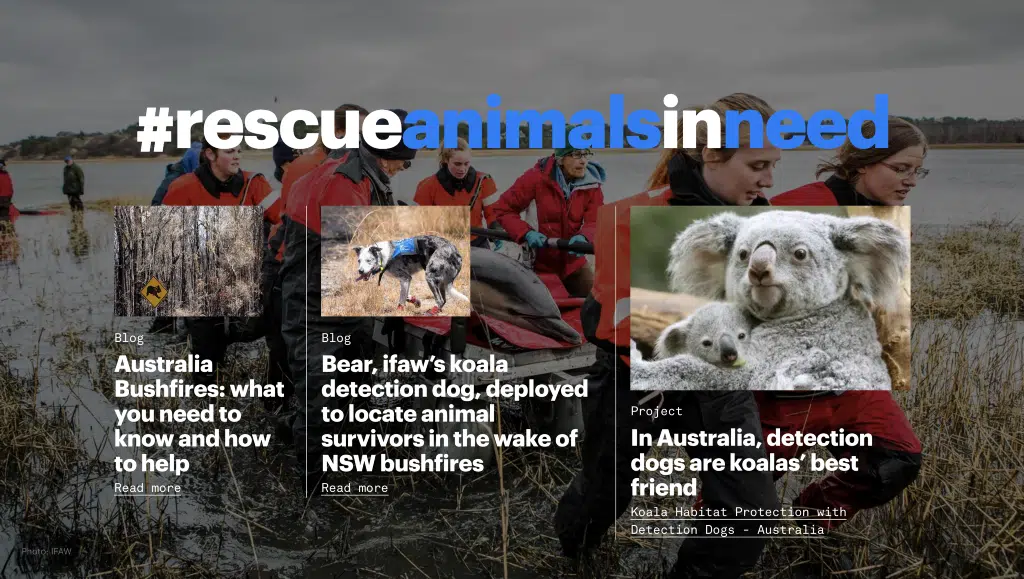 #rescueanimalsinneed
Blog
Australia
Bushfires: what
you need to
know and how
to help
Read more
Blog
Bear, ifaw’s koala
detection dog, deployed
to locate animal
survivors in the wake of
NSW bushfires
Read more
Project
In Australia, detection
dogs are koalas’ best
friend
Koala Habitat Protection with
Detection Dogs - Australia
Photo: IFAW